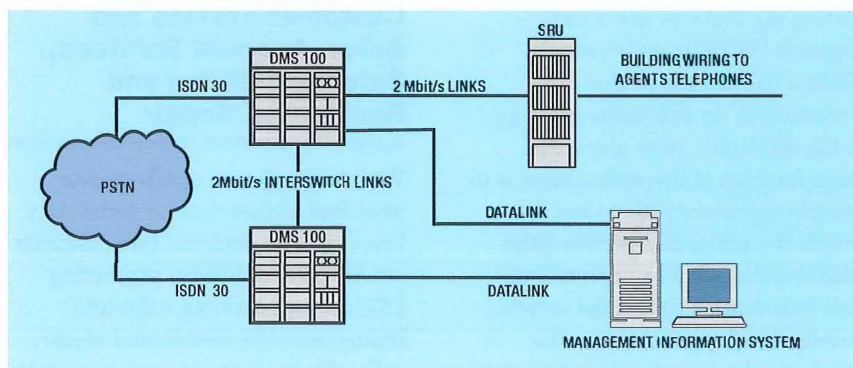 SRU
DMS 100
BUILDING WIRING TO
AGENTS TELEPHONES
ISDN 30
2 Mbit/s LINKS
PSTN
2Mbit/s INTERSWITCH LINKS
DATALINK
DMS 100
ISDN 30
DATALINK
MANAGEMENT INFORMATION SYSTEM